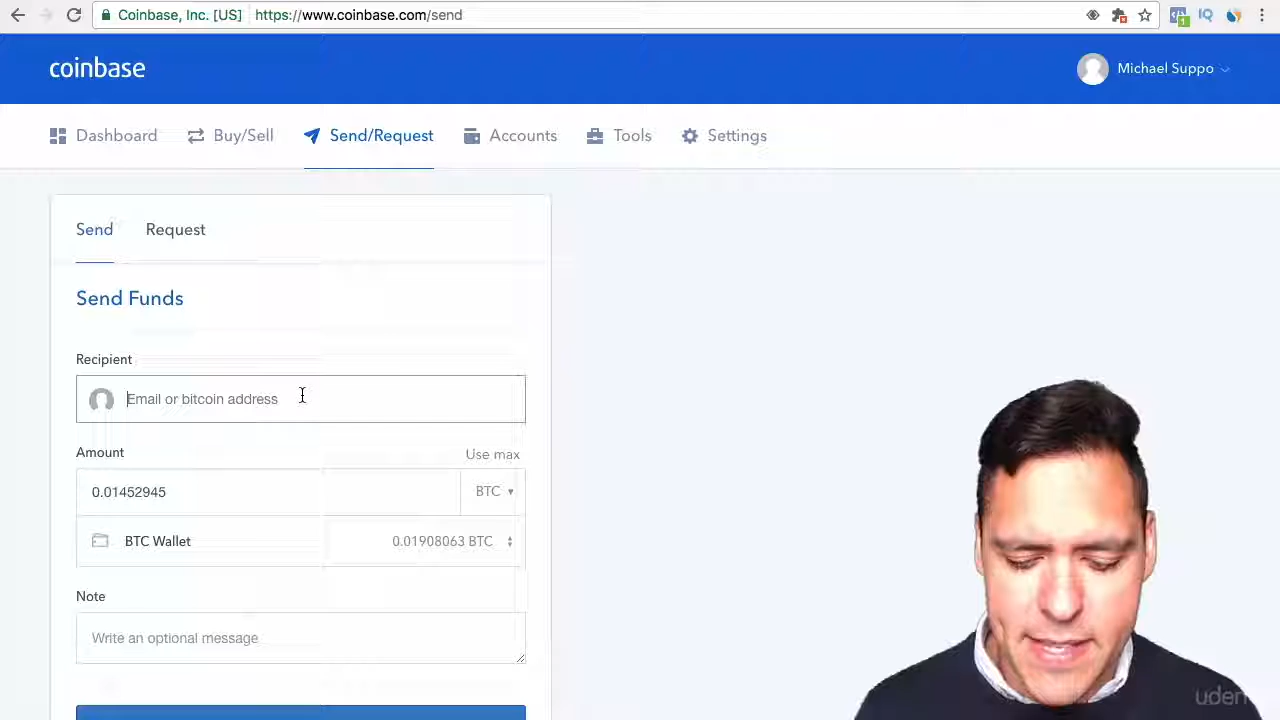 Coinbase, Inc. [US] https://www.coinbase.com/send
coinbase
Michael Suppo
Dashboard Buy/Sell Send/Request Accounts Tools Settings
Send Request
Send Funds
Recipient
Email or bitcoin address
Amount Use max
0.01452945 BTC
BTC Wallet 0.01908063 BTC
Note
Write an optional message